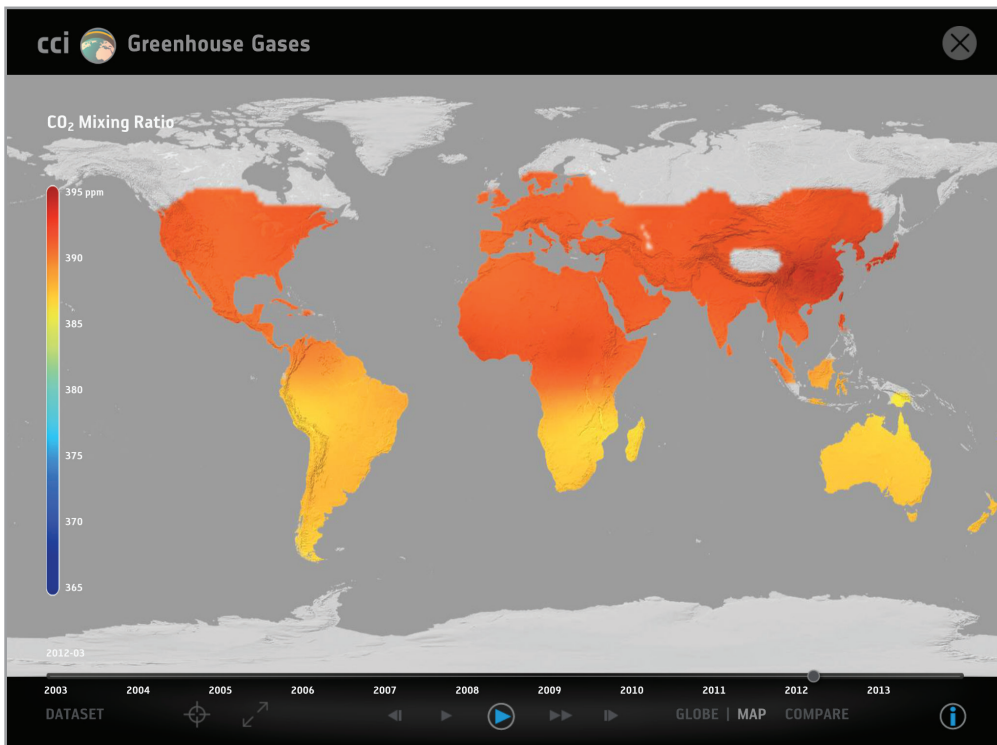 cci Greenhouse Gases
CO₂ Mixing Ratio
395 ppm
390
385
380
375
370
365
2012-03
2003 2004 2005 2006 2007 2008 2009 2010 2011 2012 2013
DATASET GLOBE | MAP COMPARE